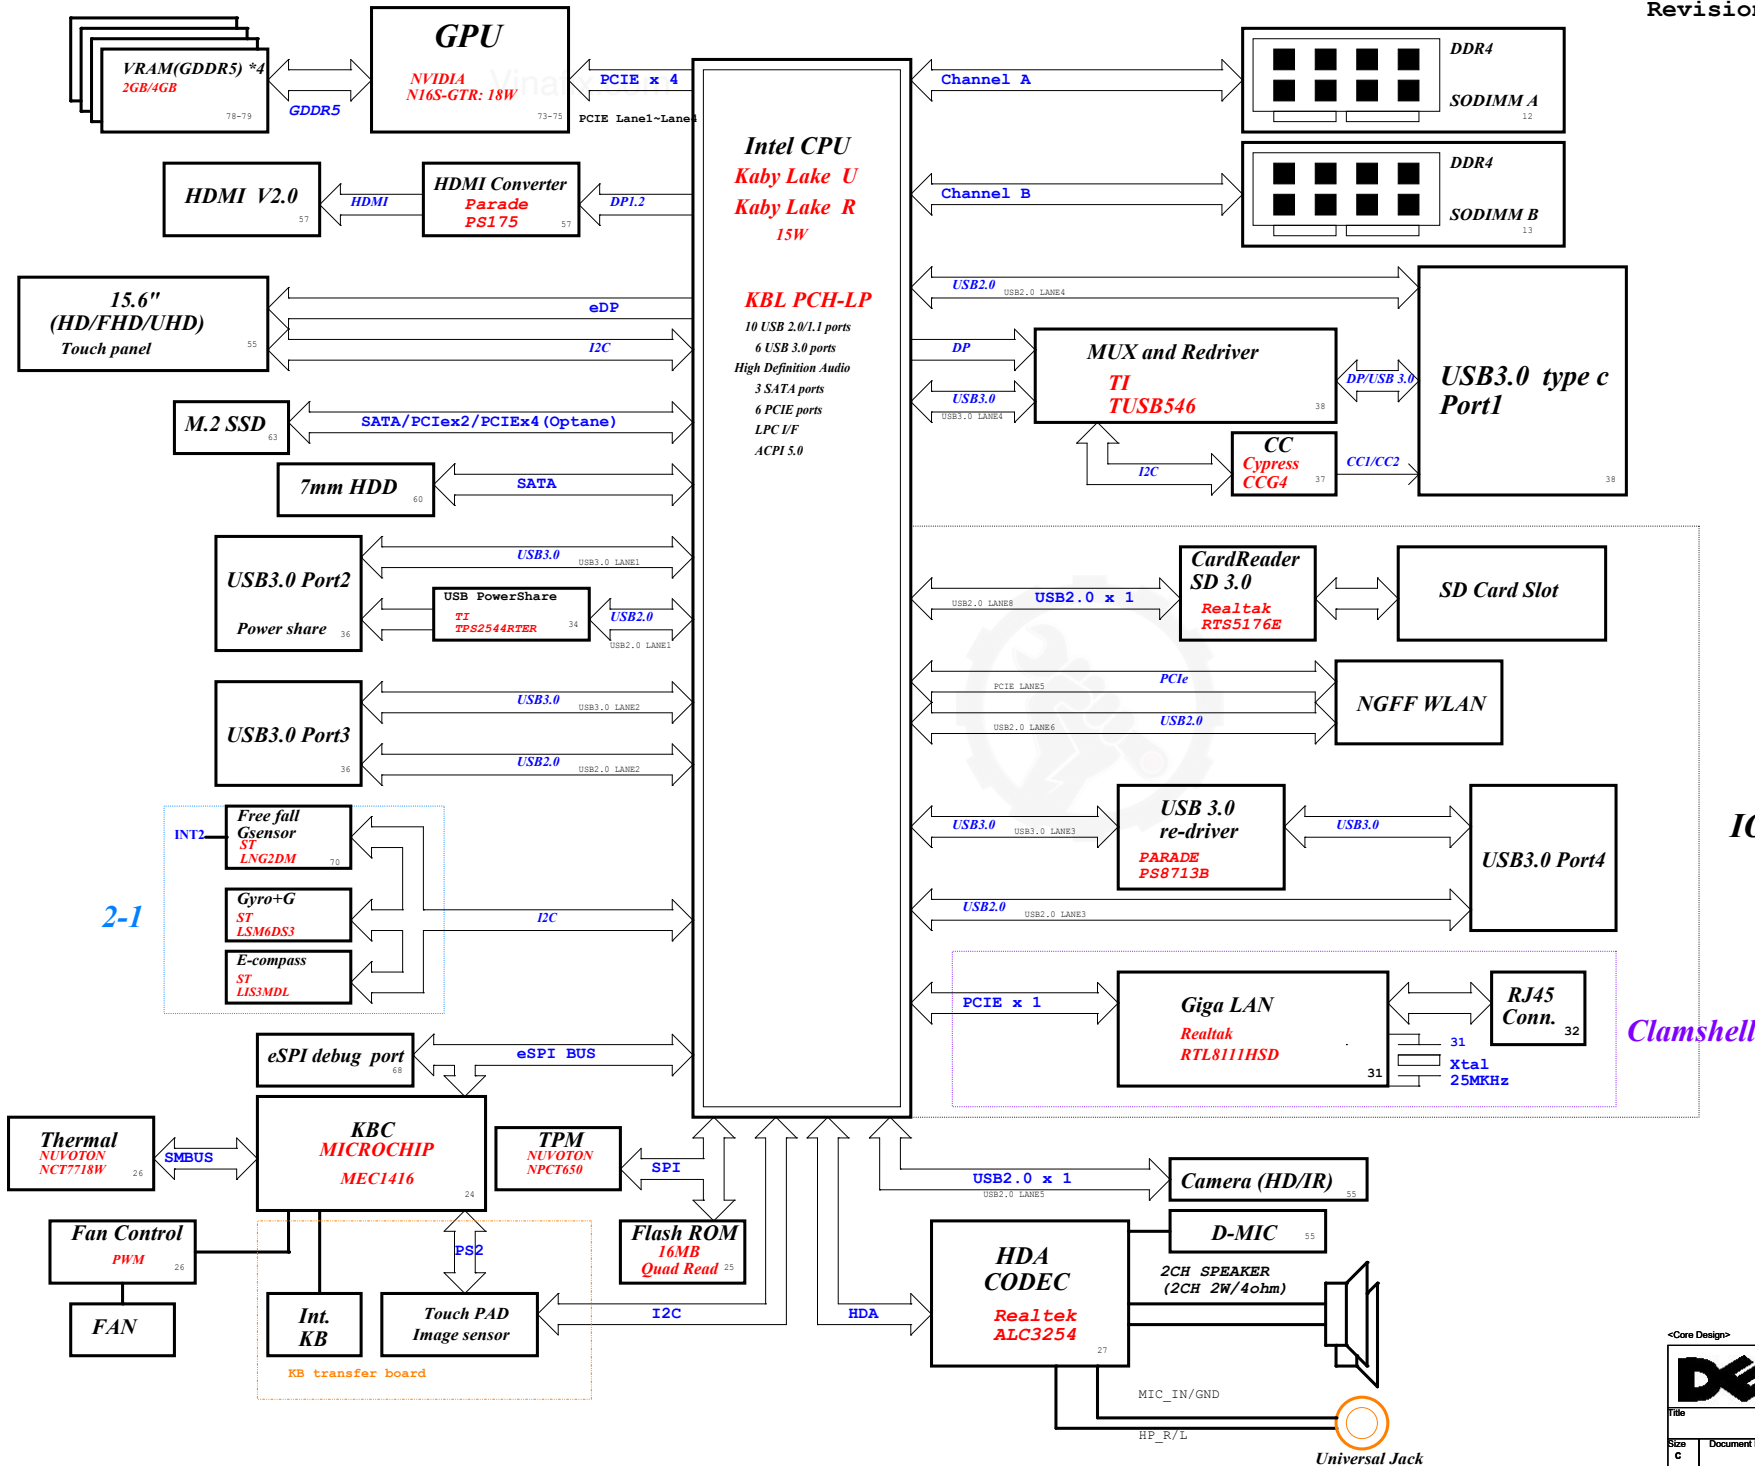 Revision
GPU
NVIDIA
N16S-GTR: 18W
73-75
VRAM(GDDR5) *4
2GB/4GB
78-79
GDDR5
PCIE x 4
PCIE Lane1~Lane4
HDMI V2.0
57
HDMI
HDMI Converter
Parade
PS175
57
DP1.2
15.6"
(HD/FHD/UHD)
Touch panel
55
eDP
I2C
M.2 SSD
63
SATA/PCIex2/PCIEx4(Optane)
7mm HDD
60
SATA
USB3.0 Port2
Power share
36
USB3.0
USB3.0 LANE1
USB PowerShare
TI
TPS2544RTER
34
USB2.0
USB2.0 LANE1
USB3.0 Port3
36
USB3.0
USB3.0 LANE2
USB2.0
USB2.0 LANE2
INT2
Free fall
Gsensor
ST
LNG2DM
70
2-1
Gyro+G
ST
LSM6DS3
E-compass
ST
LIS3MDL
I2C
eSPI debug port
68
eSPI BUS
Intel CPU
Kaby Lake U
Kaby Lake R
15W
KBL PCH-LP
10 USB 2.0/1.1 ports
6 USB 3.0 ports
High Definition Audio
3 SATA ports
6 PCIE ports
LPC I/F
ACPI 5.0
Channel A
DDR4
SODIMM A
12
Channel B
DDR4
SODIMM B
13
USB2.0
USB2.0 LANE4
DP
USB3.0
USB3.0 LANE4
MUX and Redriver
TI
TUSB546
38
DP/USB 3.0
USB3.0 type c
Port1
38
I2C
CC
Cypress
CCG4
37
CC1/CC2
USB2.0 LANE8
USB2.0 x 1
CardReader
SD 3.0
Realtak
RTS5176E
SD Card Slot
PCIe
PCIE LANE5
USB2.0
USB2.0 LANE6
NGFF WLAN
USB3.0
USB3.0 LANE3
USB 3.0
re-driver
PARADE
PS8713B
USB3.0
USB3.0 Port4
USB2.0
USB2.0 LANE3
PCIE x 1
Giga LAN
Realtak
RTL8111HSD
31
RJ45
Conn.
32
31
Xtal
25MKHz
Clamshell
Thermal
NUVOTON
NCT7718W
26
SMBUS
KBC
MICROCHIP
MEC1416
24
TPM
NUVOTON
NPCT650
SPI
Flash ROM
16MB
Quad Read
25
Fan Control
PWM
26
FAN
Int.
KB
PS2
Touch PAD
Image sensor
KB transfer board
I2C
HDA
USB2.0 x 1
USB2.0 LANE5
Camera (HD/IR)
55
D-MIC
55
HDA
CODEC
Realtek
ALC3254
27
2CH SPEAKER
(2CH 2W/4ohm)
MIC_IN/GND
HP_R/L
Universal Jack
<Core Design>
Title
Size
C
Document